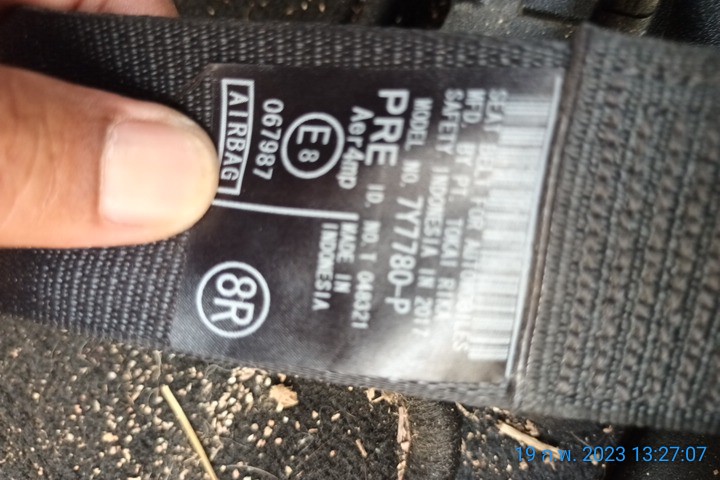 SEAT BELT FOR AUTOMOBILES
MFD. BY PT. TOKAI RIKA
SAFETY INDONESIA IN 2017
MODEL NO. 7Y7780-P
PRE ID. NO. T 048321
Aer4mp
MADE IN
INDONESIA
E8
067987
AIRBAG
8R
19 ก.พ. 2023 13:27:07